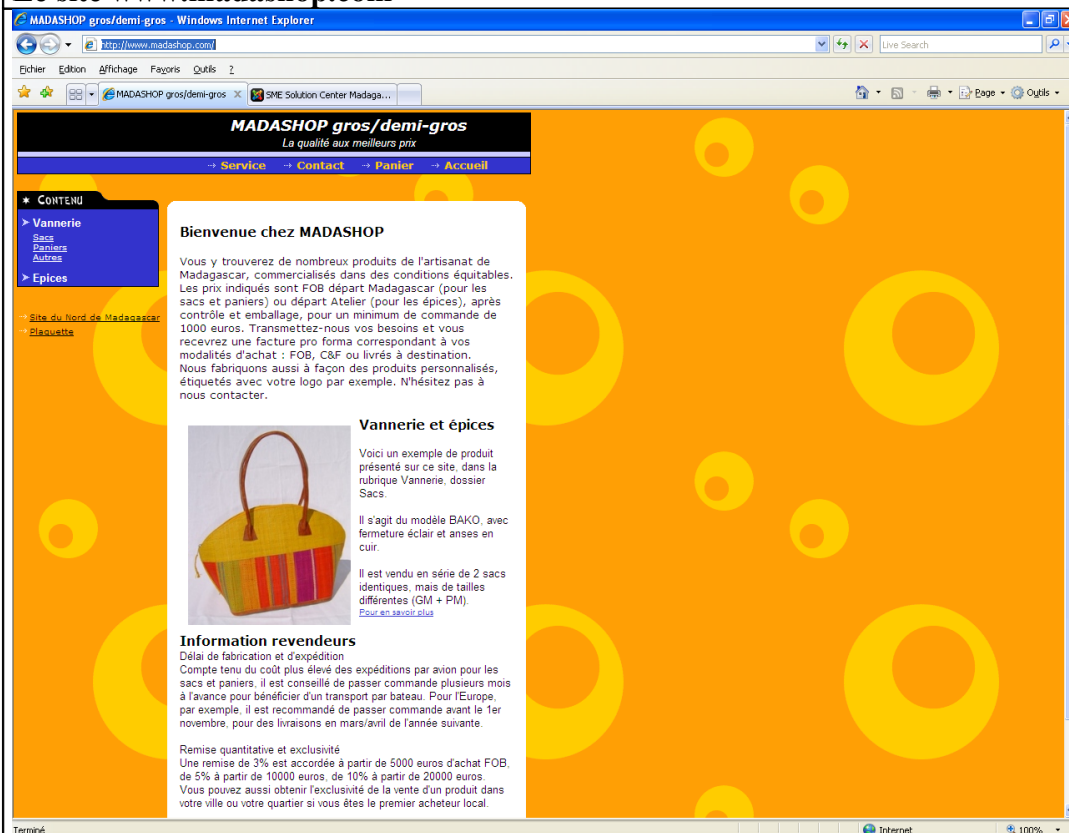 Le site www.madashop.com
MADASHOP gros/demi-gros - Windows Internet Explorer
http://www.madashop.com/
Live Search
Fichier Edition Affichage Favoris Outils ?
MADASHOP gros/demi-gros
SME Solution Center Madaga...
Page
Outils
MADASHOP gros/demi-gros
La qualité aux meilleurs prix
Service Contact Panier Accueil
CONTENU
Vannerie
Sacs
Paniers
Autres
Epices
Site du Nord de Madagascar
Plaquette
Bienvenue chez MADASHOP
Vous y trouverez de nombreux produits de l'artisanat de
Madagascar, commercialisés dans des conditions équitables.
Les prix indiqués sont FOB départ Madagascar (pour les
sacs et paniers) ou départ Atelier (pour les épices), après
contrôle et emballage, pour un minimum de commande de
1000 euros. Transmettez-nous vos besoins et vous
recevrez une facture pro forma correspondant à vos
modalités d'achat : FOB, C&F ou livrés à destination.
Nous fabriquons aussi à façon des produits personnalisés,
étiquetés avec votre logo par exemple. N'hésitez pas à
nous contacter.
Vannerie et épices
Voici un exemple de produit
présenté sur ce site, dans la
rubrique Vannerie, dossier
Sacs.
Il s'agit du modèle BAKO, avec
fermeture éclair et anses en
cuir.
Il est vendu en série de 2 sacs
identiques, mais de tailles
différentes (GM + PM).
Pour en savoir plus
Information revendeurs
Délai de fabrication et d'expédition
Compte tenu du coût plus élevé des expéditions par avion pour les
sacs et paniers, il est conseillé de passer commande plusieurs mois
à l'avance pour bénéficier d'un transport par bateau. Pour l'Europe,
par exemple, il est recommandé de passer commande avant le 1er
novembre, pour des livraisons en mars/avril de l'année suivante.
Remise quantitative et exclusivité
Une remise de 3% est accordée à partir de 5000 euros d'achat FOB,
de 5% à partir de 10000 euros, de 10% à partir de 20000 euros.
Vous pouvez aussi obtenir l'exclusivité de la vente d'un produit dans
votre ville ou votre quartier si vous êtes le premier acheteur local.
Terminé
Internet
100%